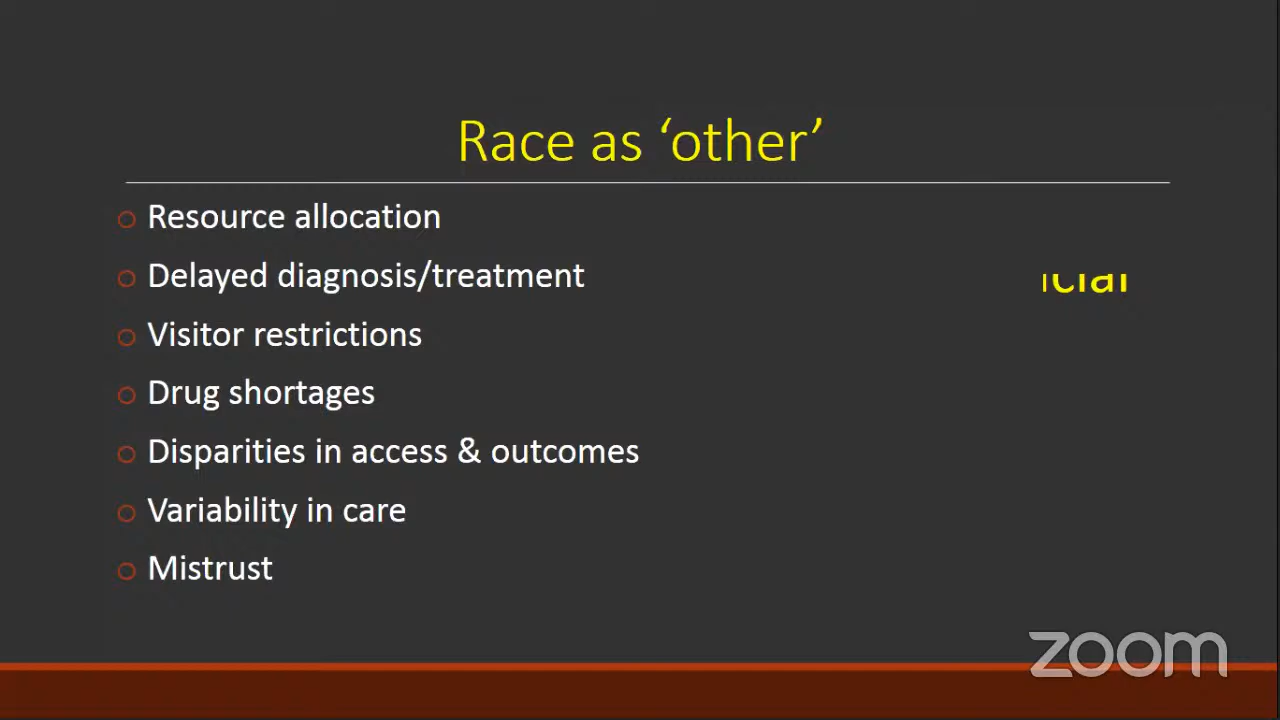 Race as ‘other’
Resource allocation
Delayed diagnosis/treatment
Visitor restrictions
Drug shortages
Disparities in access & outcomes
Variability in care
Mistrust
zoom